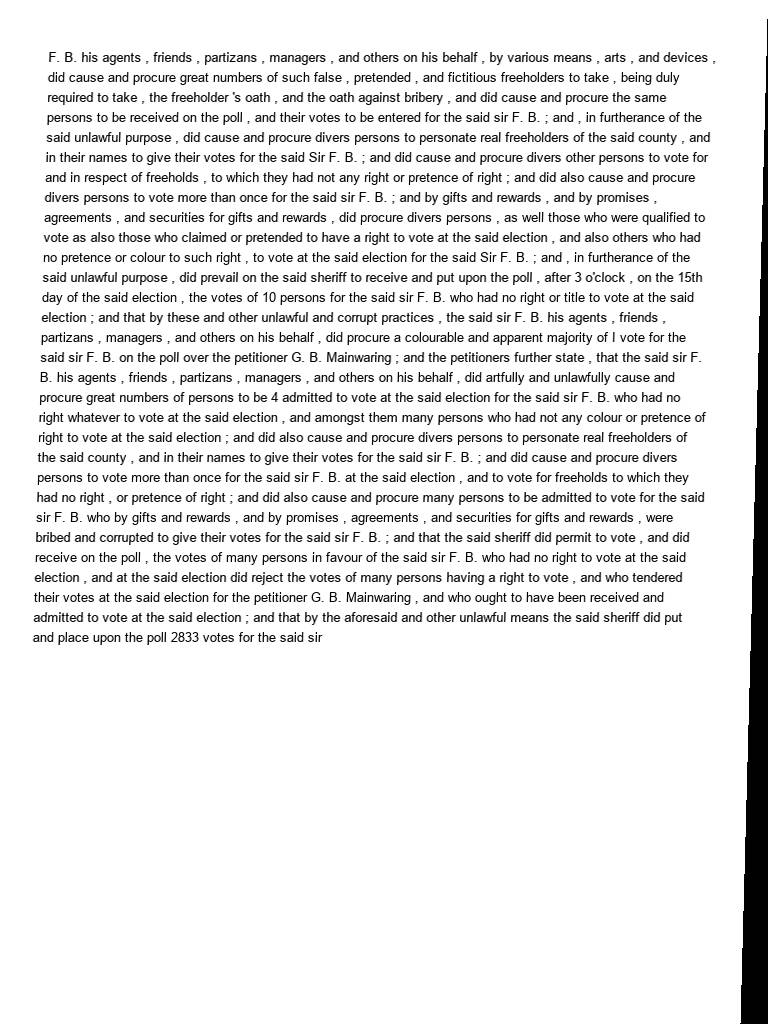 F. B. his agents , friends , partizans , managers , and others on his behalf , by various means , arts , and devices ,
did cause and procure great numbers of such false , pretended , and fictitious freeholders to take , being duly
required to take , the freeholder 's oath , and the oath against bribery , and did cause and procure the same
persons to be received on the poll , and their votes to be entered for the said sir F. B. ; and , in furtherance of the
said unlawful purpose , did cause and procure divers persons to personate real freeholders of the said county , and
in their names to give their votes for the said Sir F. B. ; and did cause and procure divers other persons to vote for
and in respect of freeholds , to which they had not any right or pretence of right ; and did also cause and procure
divers persons to vote more than once for the said sir F. B. ; and by gifts and rewards , and by promises ,
agreements , and securities for gifts and rewards , did procure divers persons , as well those who were qualified to
vote as also those who claimed or pretended to have a right to vote at the said election , and also others who had
no pretence or colour to such right , to vote at the said election for the said Sir F. B. ; and , in furtherance of the
said unlawful purpose , did prevail on the said sheriff to receive and put upon the poll , after 3 o'clock , on the 15th
day of the said election , the votes of 10 persons for the said sir F. B. who had no right or title to vote at the said
election ; and that by these and other unlawful and corrupt practices , the said sir F. B. his agents , friends ,
partizans , managers , and others on his behalf , did procure a colourable and apparent majority of I vote for the
said sir F. B. on the poll over the petitioner G. B. Mainwaring ; and the petitioners further state , that the said sir F.
B. his agents , friends , partizans , managers , and others on his behalf , did artfully and unlawfully cause and
procure great numbers of persons to be 4 admitted to vote at the said election for the said sir F. B. who had no
right whatever to vote at the said election , and amongst them many persons who had not any colour or pretence of
right to vote at the said election ; and did also cause and procure divers persons to personate real freeholders of
the said county , and in their names to give their votes for the said sir F. B. ; and did cause and procure divers
persons to vote more than once for the said sir F. B. at the said election , and to vote for freeholds to which they
had no right , or pretence of right ; and did also cause and procure many persons to be admitted to vote for the said
sir F. B. who by gifts and rewards , and by promises , agreements , and securities for gifts and rewards , were
bribed and corrupted to give their votes for the said sir F. B. ; and that the said sheriff did permit to vote , and did
receive on the poll , the votes of many persons in favour of the said sir F. B. who had no right to vote at the said
election , and at the said election did reject the votes of many persons having a right to vote , and who tendered
their votes at the said election for the petitioner G. B. Mainwaring , and who ought to have been received and
admitted to vote at the said election ; and that by the aforesaid and other unlawful means the said sheriff did put
and place upon the poll 2833 votes for the said sir